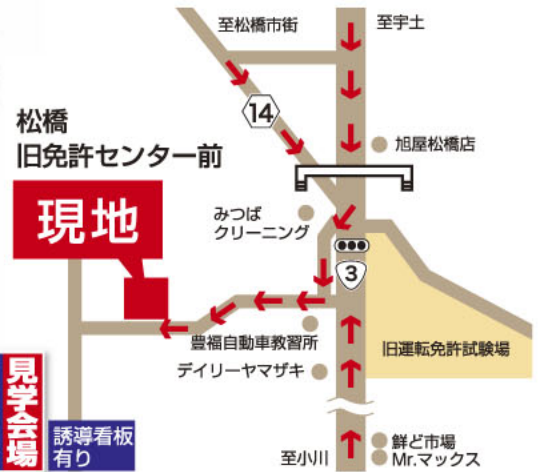 至松橋市街
至宇土
14
松橋
旧免許センター前
旭屋松橋店
現地
みつば
クリーニング
3
豊福自動車教習所
旧運転免許試験場
デイリーヤマザキ
見学会場
誘導看板
有り
至小川
鮮ど市場
Mr.マックス